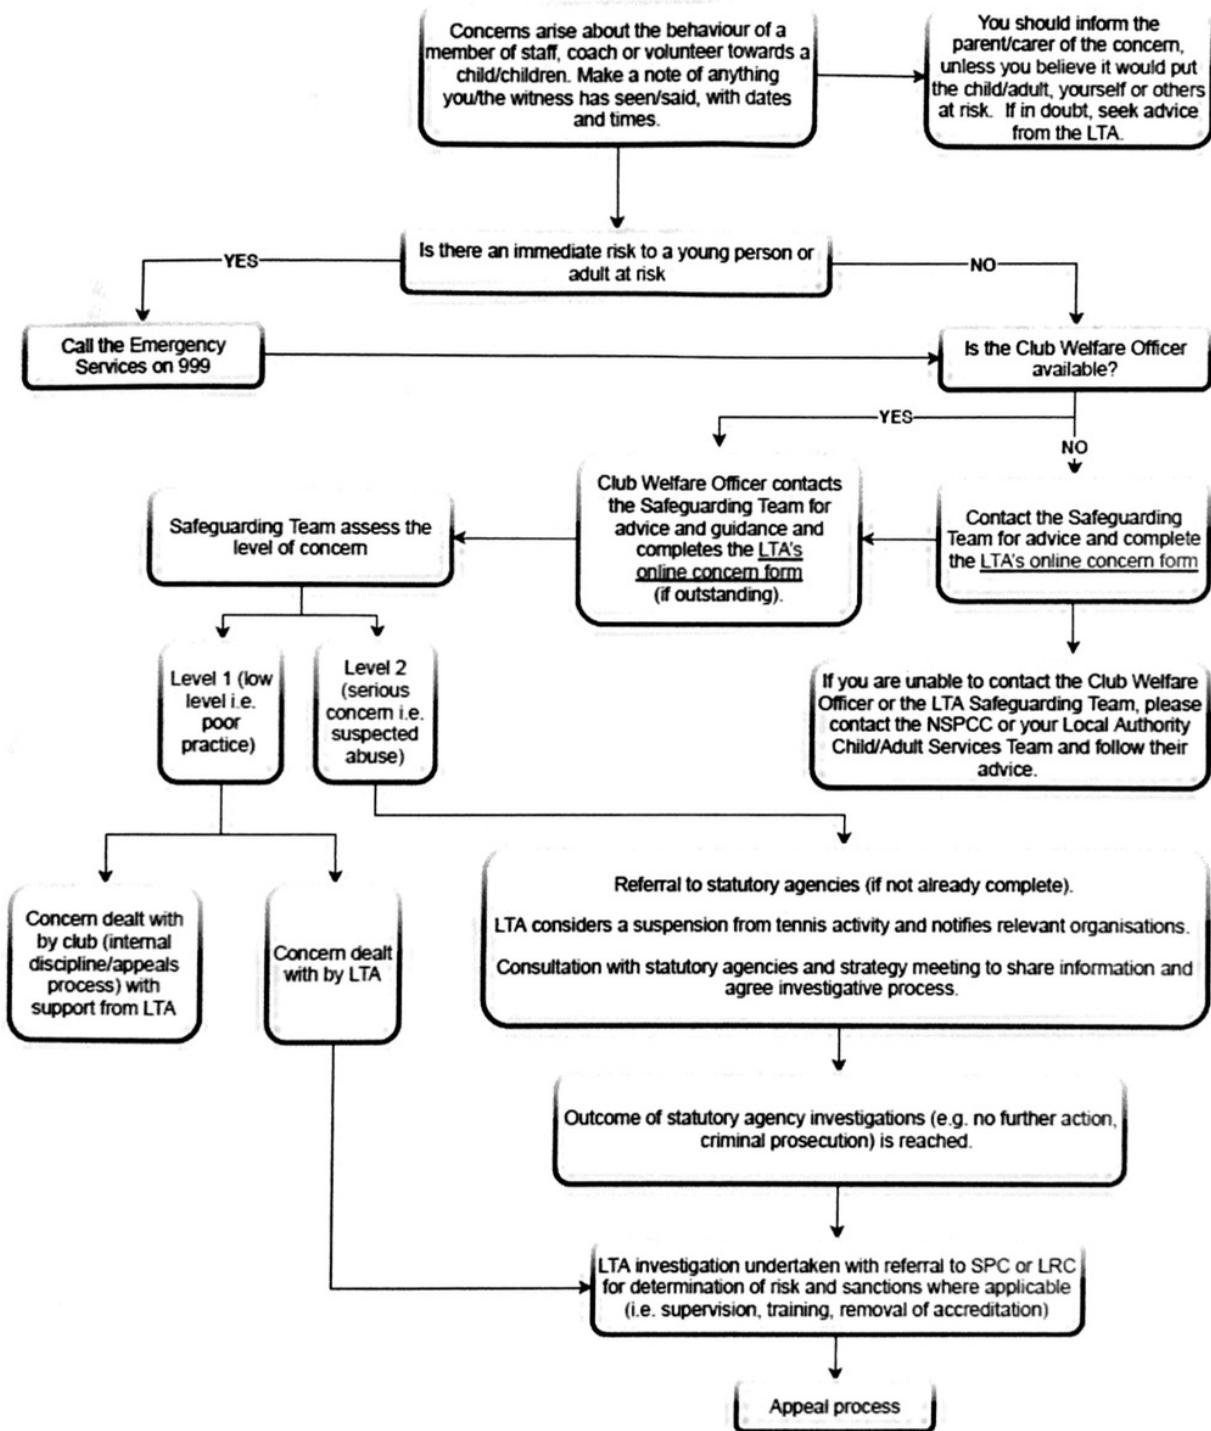 Concerns arise about the behaviour of a
member of staff, coach or volunteer towards a
child/children. Make a note of anything
you/the witness has seen/said, with dates
and times.
You should inform the
parent/carer of the concern,
unless you believe it would put
the child/adult, yourself or others
at risk. If in doubt, seek advice
from the LTA.
Is there an immediate risk to a young person or
adult at risk
YES
NO
Call the Emergency
Services on 999
Is the Club Welfare Officer
available?
YES
NO
Club Welfare Officer contacts
the Safeguarding Team for
advice and guidance and
completes the LTA's
online concern form
(if outstanding).
Contact the Safeguarding
Team for advice and complete
the LTA's online concern form
Safeguarding Team assess the
level of concern
Level 1 (low
level i.e.
poor
practice)
Level 2
(serious
concern i.e.
suspected
abuse)
If you are unable to contact the Club Welfare
Officer or the LTA Safeguarding Team, please
contact the NSPCC or your Local Authority
Child/Adult Services Team and follow their
advice.
Concern dealt with
by club (internal
discipline/appeals
process) with
support from LTA
Concern dealt
with by LTA
Referral to statutory agencies (if not already complete).
LTA considers a suspension from tennis activity and notifies relevant organisations.
Consultation with statutory agencies and strategy meeting to share information and
agree investigative process.
Outcome of statutory agency investigations (e.g. no further action,
criminal prosecution) is reached.
LTA investigation undertaken with referral to SPC or LRC
for determination of risk and sanctions where applicable
(i.e. supervision, training, removal of accreditation)
Appeal process